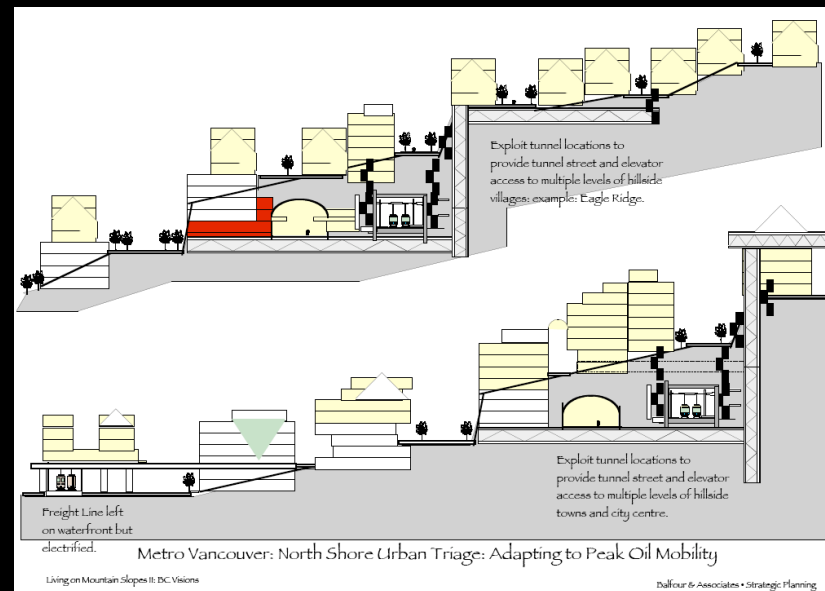 Exploit tunnel locations to
provide tunnel street and elevator
access to multiple levels of hillside
villages: example: Eagle Ridge.
Exploit tunnel locations to
provide tunnel street and elevator
access to multiple levels of hillside
towns and city centre.
Freight Line left
on waterfront but
electrified.
Metro Vancouver: North Shore Urban Triage: Adapting to Peak Oil Mobility
Living on Mountain Slopes II: BC Visions
Balfour & Associates • Strategic Planning